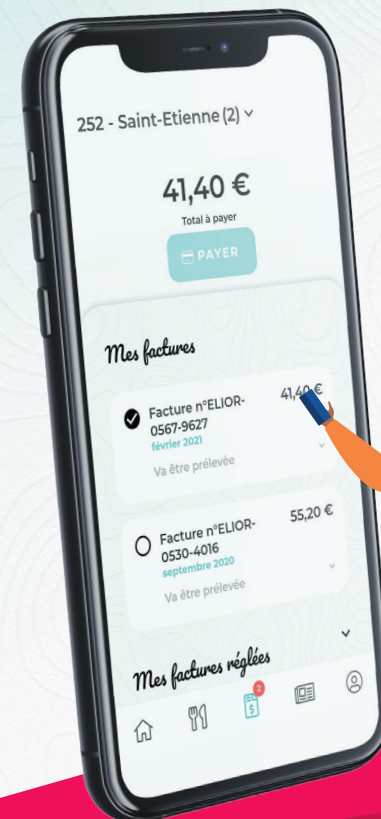 252 - Saint-Etienne (2)
41,40 €
Total à payer
PAYER
Mes factures
Facture n°ELIOR-
0567-9627
41,40 €
février 2021
Va être prélevée
Facture n°ELIOR-
0530-4016
55,20 €
septembre 2020
Va être prélevée
Mes factures réglées
2